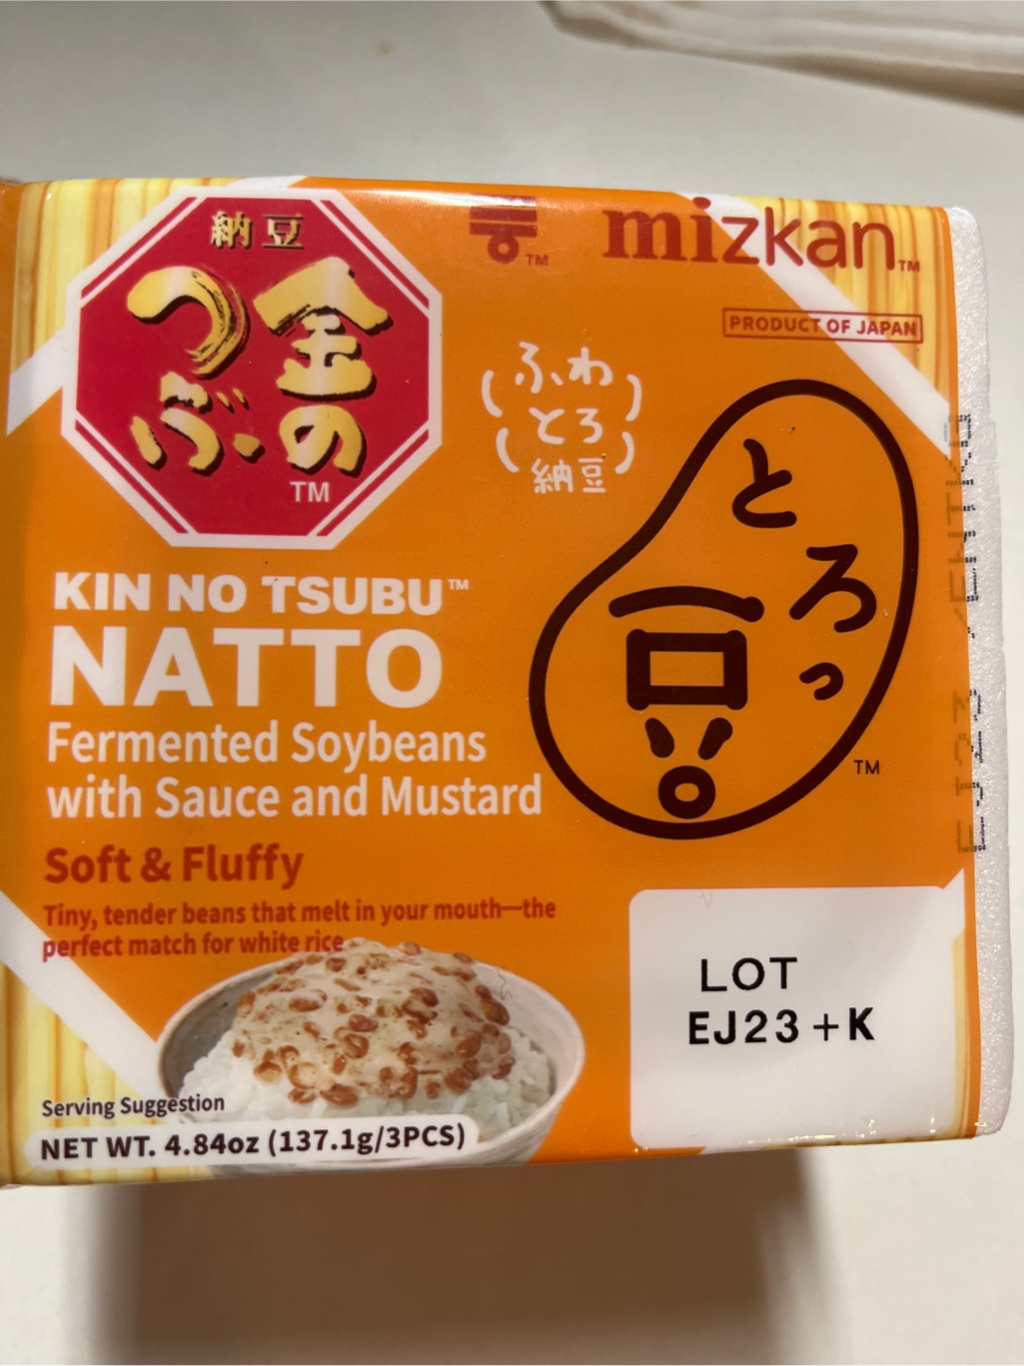 納豆
金の
つぶ
TM
TM
mizkan TM
PRODUCT OF JAPAN
ふわ
とろ
納豆
とろっ
豆
TM
KIN NO TSUBU™
NATTO
Fermented Soybeans
with Sauce and Mustard
Soft & Fluffy
Tiny, tender beans that melt in your mouth—the
perfect match for white rice
LOT
EJ23+K
Serving Suggestion
NET WT. 4.84oz (137.1g/3PCS)